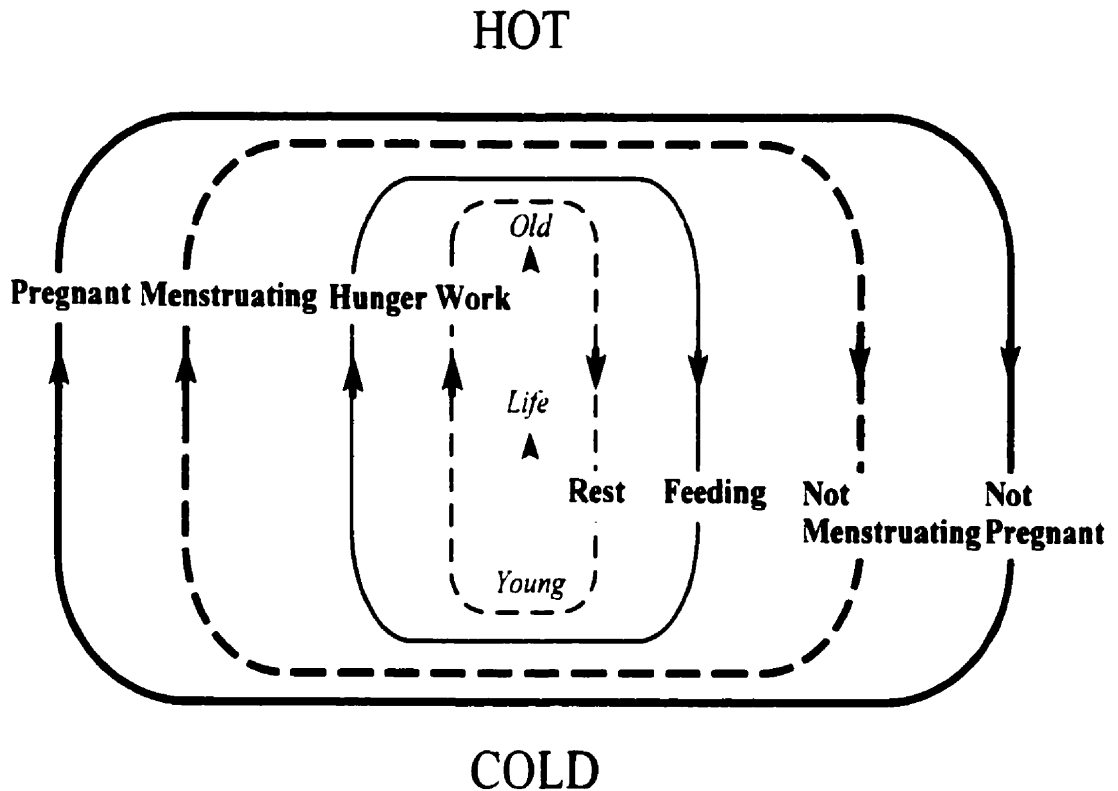 HOT
Old
Pregnant Menstruating Hunger Work
Life
Rest Feeding Not Not
Menstruating Pregnant
Young
COLD